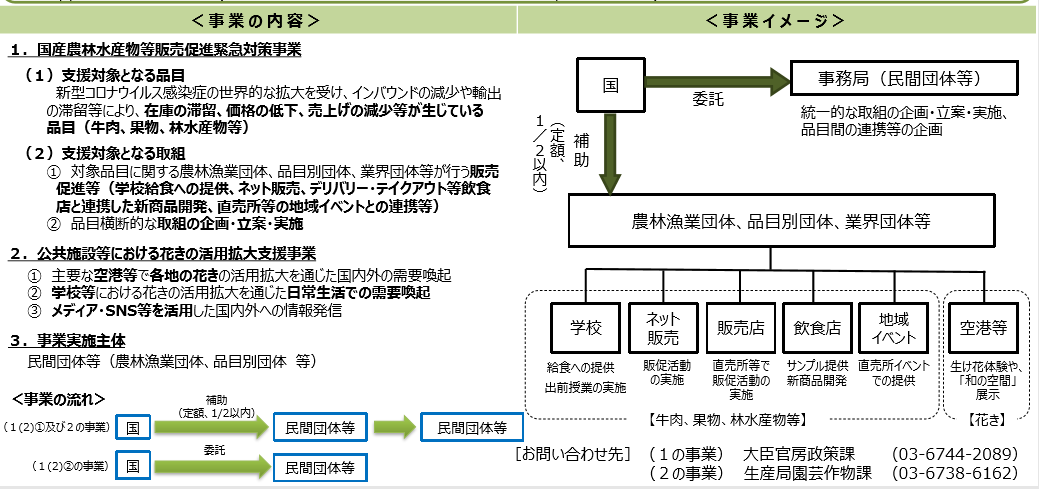 ＜事業の内容＞
１．国産農林水産物等販売促進緊急対策事業
（１）支援対象となる品目
新型コロナウイルス感染症の世界的な拡大を受け、インバウンドの減少や輸出
の滞留等により、在庫の滞留、価格の低下、売上げの減少等が生じている
品目（牛肉、果物、林水産物等）
（２）支援対象となる取組
① 対象品目に関する農林漁業団体、品目別団体、業界団体等が行う販売
促進等（学校給食への提供、ネット販売、デリバリー・テイクアウト等飲食
店と連携した新商品開発、直売所等の地域イベントとの連携等）
② 品目横断的な取組の企画・立案・実施
２．公共施設等における花きの活用拡大支援事業
① 主要な空港等で各地の花きの活用拡大を通じた国内外の需要喚起
② 学校等における花きの活用拡大を通じた日常生活での需要喚起
③ メディア・SNS等を活用した国内外への情報発信
３．事業実施主体
民間団体等（農林漁業団体、品目別団体 等）
＜事業の流れ＞
補助
（定額、1/2以内）
（１(２)①及び２の事業） 国 民間団体等 民間団体等
委託
（１(２)②の事業） 国 民間団体等
＜事業イメージ＞
国
委託
事務局（民間団体等）
統一的な取組の企画・立案・実施、
品目間の連携等の企画
補助
（定額、
１／２以内）
農林漁業団体、品目別団体、業界団体等
学校
給食への提供
出前授業の実施
ネット
販売
販促活動
の実施
販売店
直売所等で
販促活動の
実施
飲食店
サンプル提供
新商品開発
地域
イベント
直売所イベント
での提供
【牛肉、果物、林水産物等】
空港等
生け花体験や、
「和の空間」
展示
【花き】
［お問い合わせ先］ （１の事業） 大臣官房政策課 （03-6744-2089）
（２の事業） 生産局園芸作物課 （03-6738-6162）